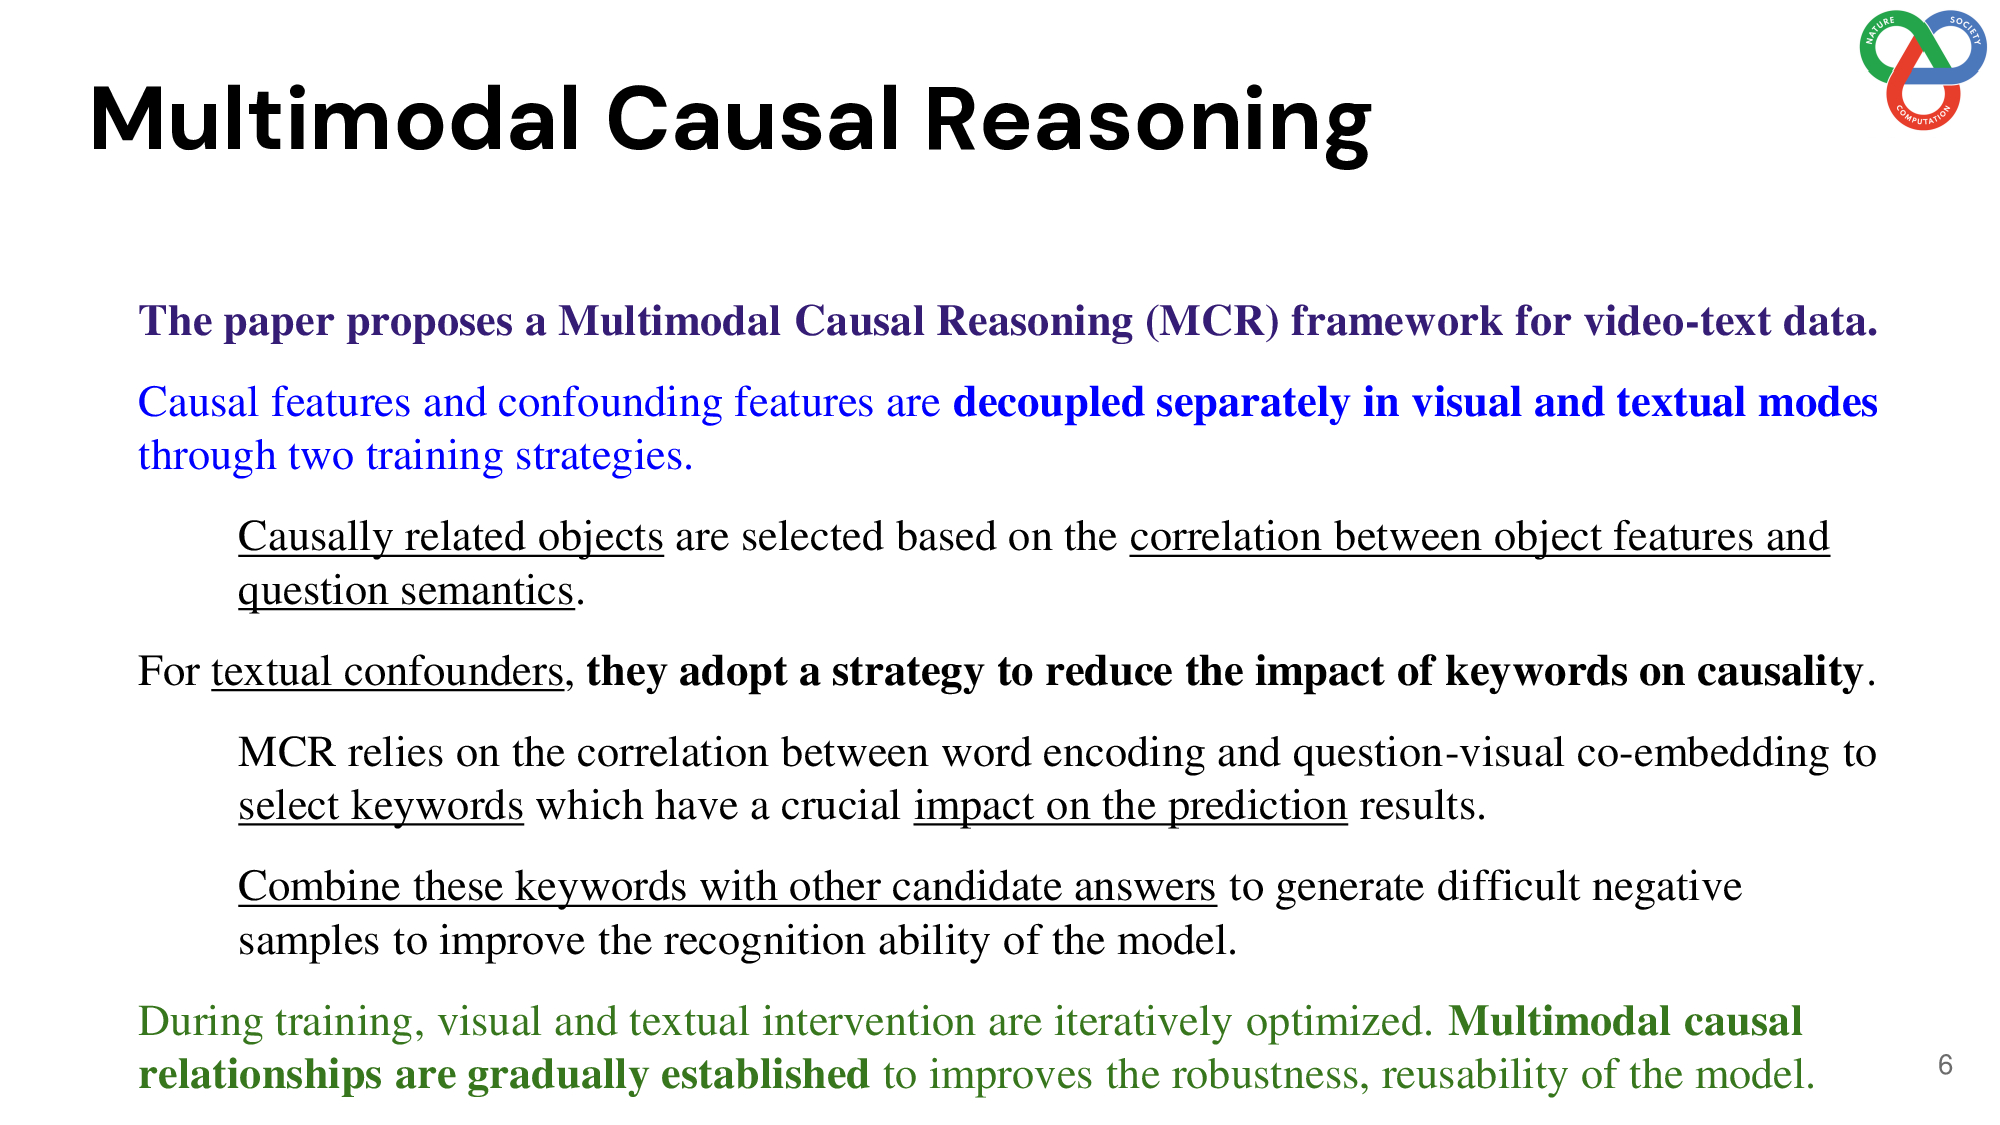 NATURE
SOCIETY
COMPUTATION
Multimodal Causal Reasoning
The paper proposes a Multimodal Causal Reasoning (MCR) framework for video-text data.
Causal features and confounding features are decoupled separately in visual and textual modes
through two training strategies.
Causally related objects are selected based on the correlation between object features and
question semantics.
For textual confounders, they adopt a strategy to reduce the impact of keywords on causality.
MCR relies on the correlation between word encoding and question-visual co-embedding to
select keywords which have a crucial impact on the prediction results.
Combine these keywords with other candidate answers to generate difficult negative
samples to improve the recognition ability of the model.
During training, visual and textual intervention are iteratively optimized. Multimodal causal
relationships are gradually established to improves the robustness, reusability of the model.
6